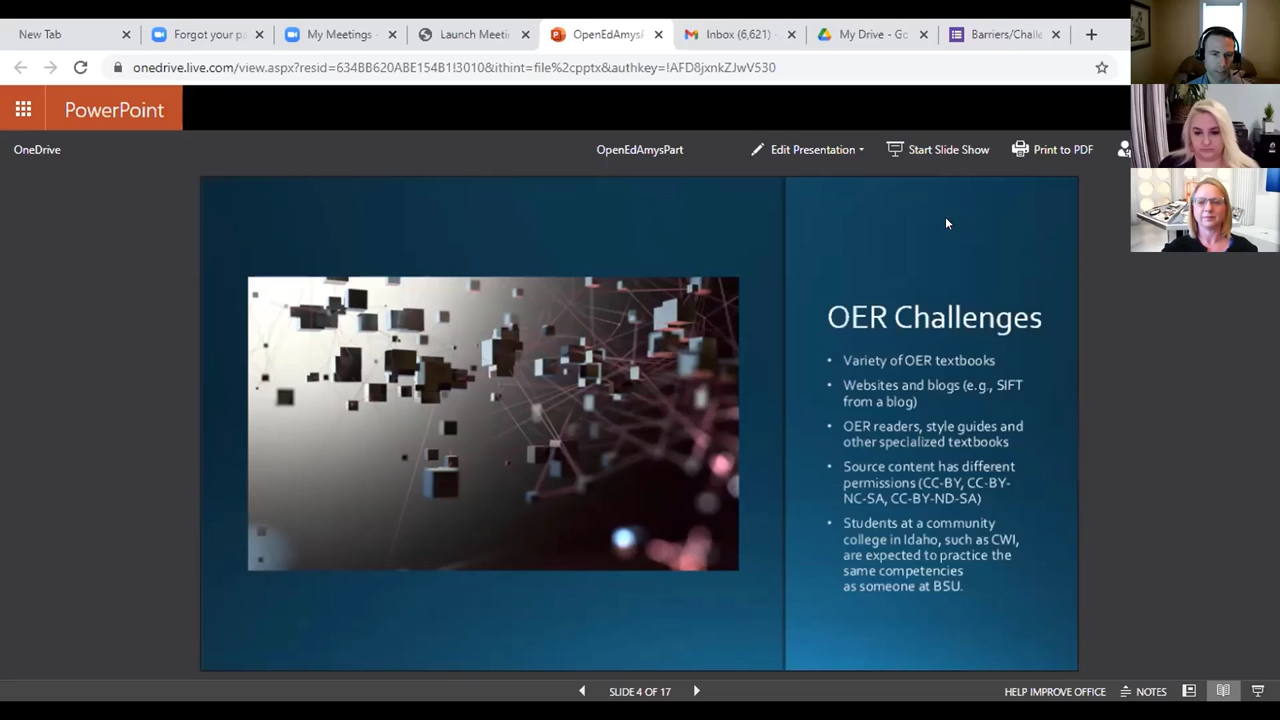 New Tab
Forgot your pa
My Meetings -
Launch Meeti
OpenEdAmysF
Inbox (6,621) -
My Drive - Go
Barriers/Challe
onedrive.live.com/view.aspx?resid=634BB620ABE154B1!3010&ithint=file%2cpptx&authkey=!AFD8jxnkZJwV530
PowerPoint
OneDrive
OpenEdAmysPart
Edit Presentation
Start Slide Show
Print to PDF
OER Challenges
• Variety of OER textbooks
• Websites and blogs (e.g., SIFT
from a blog)
• OER readers, style guides and
other specialized textbooks
• Source content has different
permissions (CC-BY, CC-BY-
NC-SA, CC-BY-ND-SA)
• Students at a community
college in Idaho, such as CWI,
are expected to practice the
same competencies
as someone at BSU.
SLIDE 4 OF 17
HELP IMPROVE OFFICE
NOTES